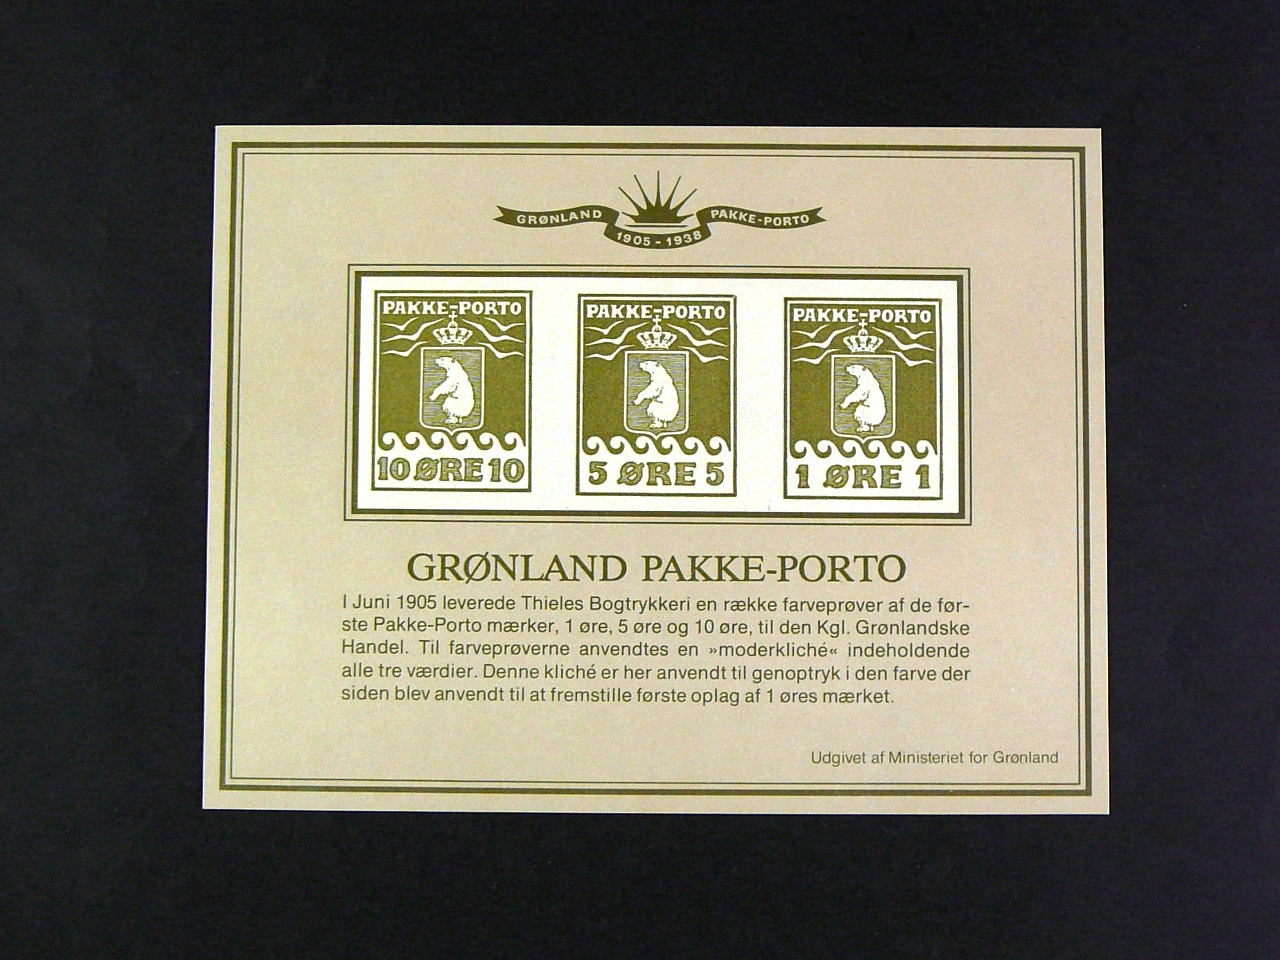 GRØNLAND PAKKE-PORTO
1905 - 1938
PAKKE-PORTO PAKKE-PORTO PAKKE-PORTO
10 ØRE 10 5 ØRE 5 1 ØRE 1
GRØNLAND PAKKE-PORTO
I Juni 1905 leverede Thieles Bogtrykkeri en række farveprøver af de før-
ste Pakke-Porto mærker, 1 øre, 5 øre og 10 øre, til den Kgl. Grønlandske
Handel. Til farveprøverne anvendtes en »moderkliché« indeholdende
alle tre værdier. Denne kliché er her anvendt til genoptryk i den farve der
siden blev anvendt til at fremstille første oplag af 1 øres mærket.
Udgivet af Ministeriet for Grønland